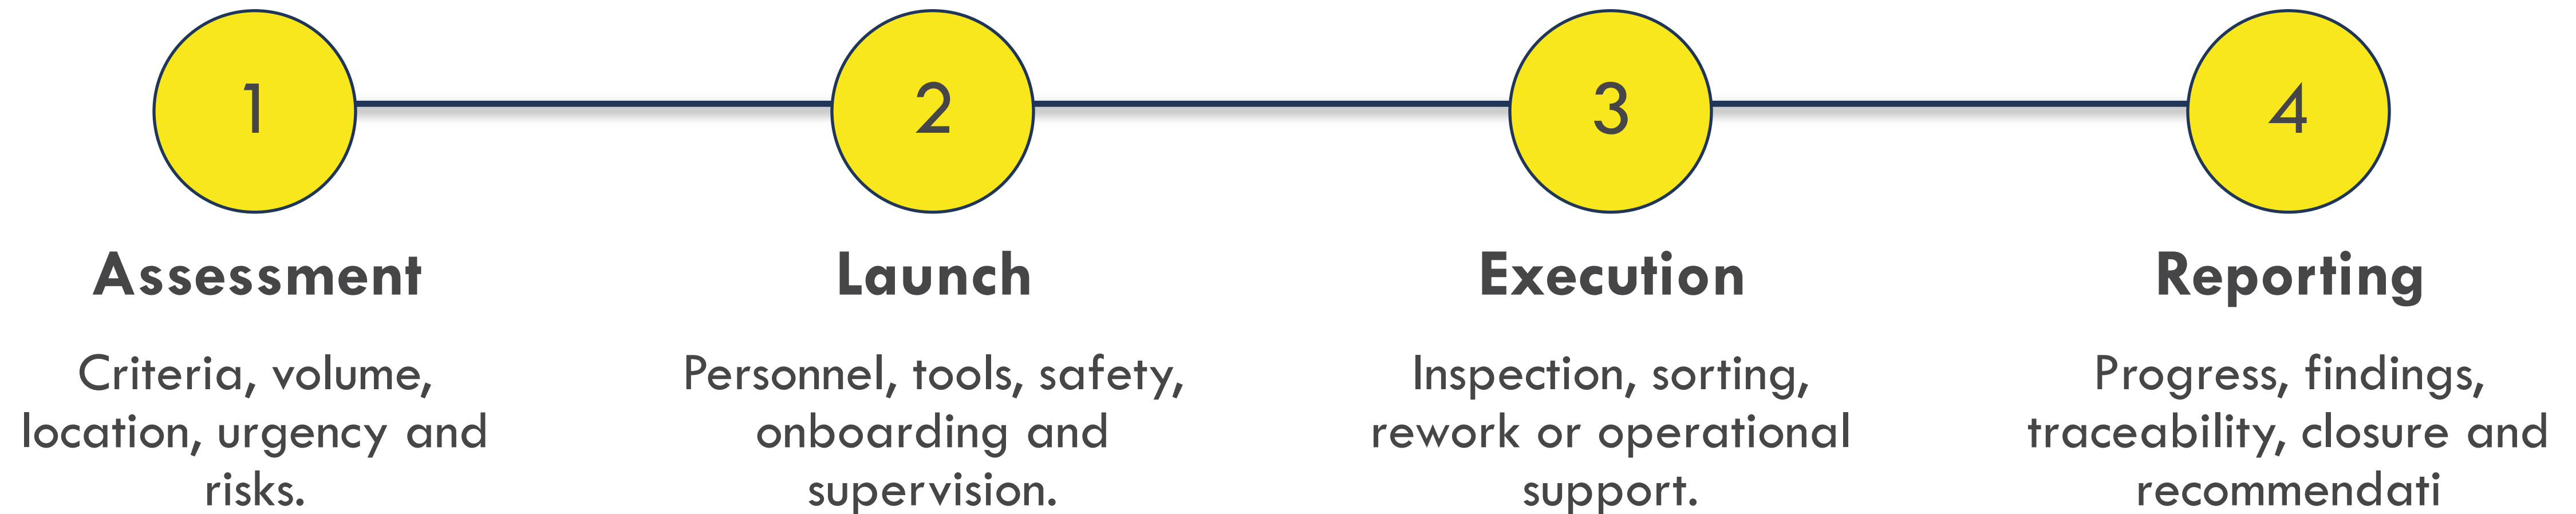 1
2
3
4
Assessment
Launch
Execution
Reporting
Criteria, volume,
location, urgency and
risks.
Personnel, tools, safety,
onboarding and
supervision.
Inspection, sorting,
rework or operational
support.
Progress, findings,
traceability, closure and
recommendati